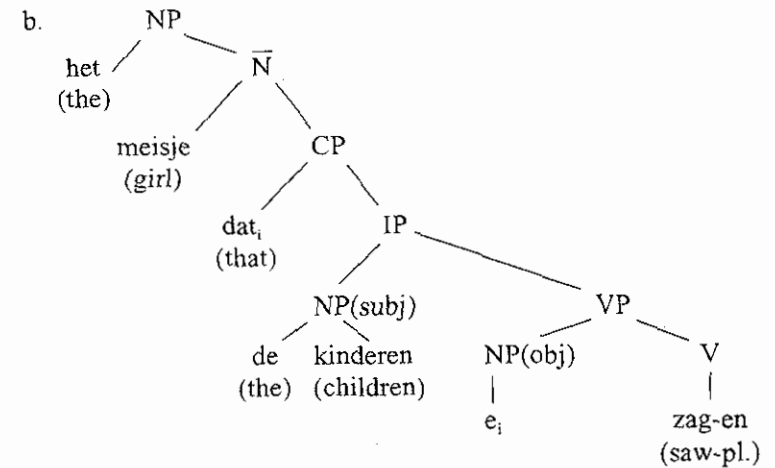 b. NP
het N̄
(the)
meisje CP
(girl)
datᵢ IP
(that)
NP(subj) VP
de kinderen NP(obj) V
(the) (children)
eᵢ zag-en
(saw-pl.)